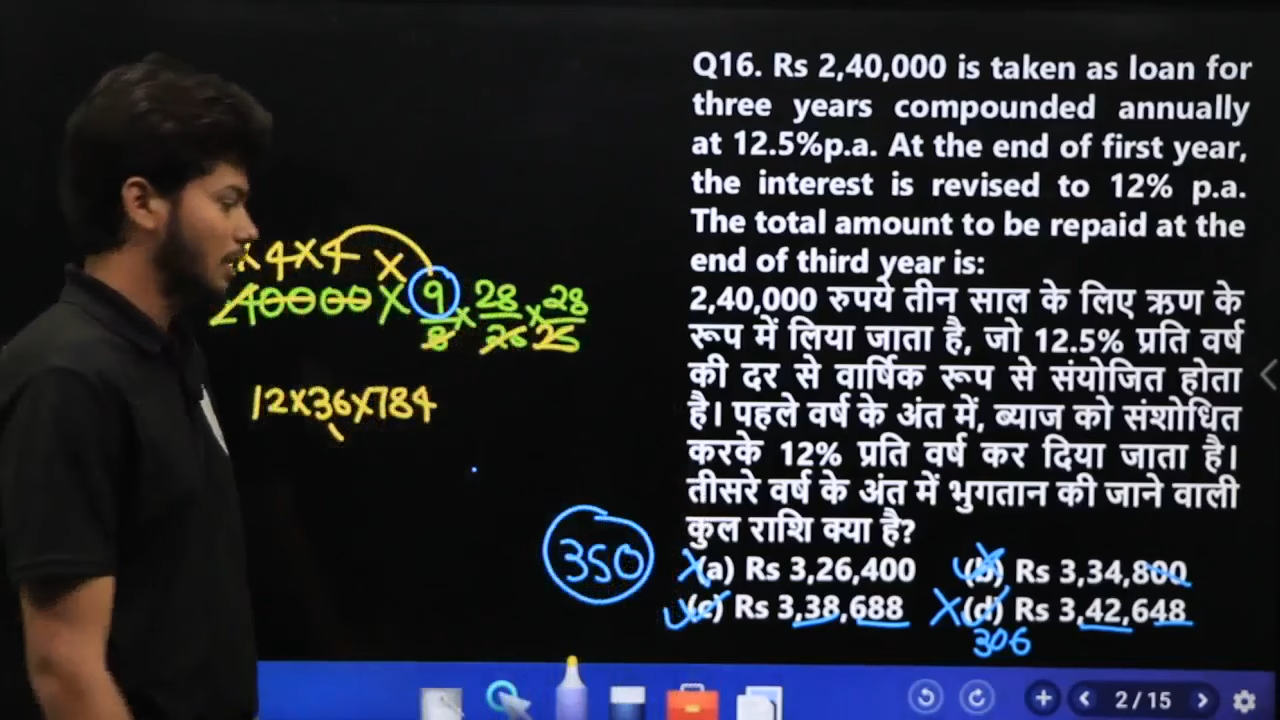 Q16. Rs 2,40,000 is taken as loan for
three years compounded annually
at 12.5%p.a. At the end of first year,
the interest is revised to 12% p.a.
The total amount to be repaid at the
end of third year is:
2,40,000 रुपये तीन साल के लिए ऋण के
रूप में लिया जाता है, जो 12.5% प्रति वर्ष
की दर से वार्षिक रूप से संयोजित होता
है। पहले वर्ष के अंत में, ब्याज को संशोधित
करके 12% प्रति वर्ष कर दिया जाता है।
तीसरे वर्ष के अंत में भुगतान की जाने वाली
कुल राशि क्या है?
(a) Rs 3,26,400 (b) Rs 3,34,800
(c) Rs 3,38,688 (d) Rs 3,42,648
306
350
×4×4×
40000×9/8×28/25×28/25
12×36×784
2/15